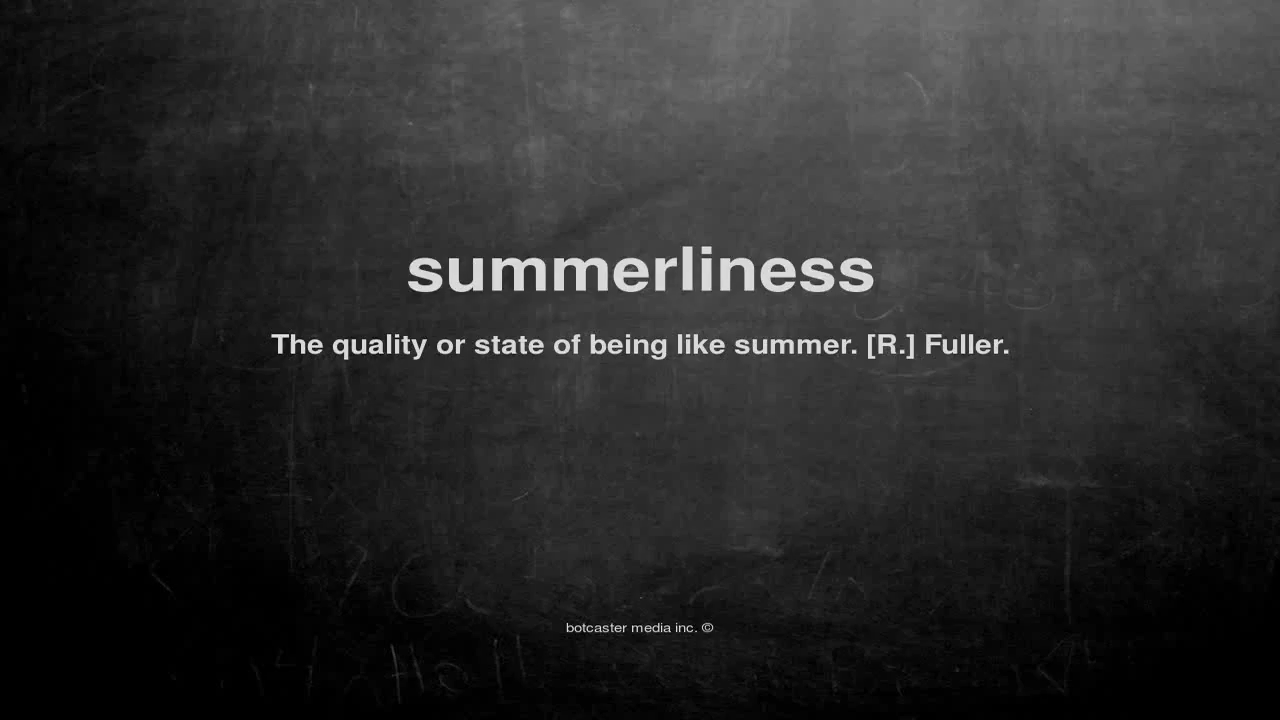 summerliness
The quality or state of being like summer. [R.] Fuller.
botcaster media inc. ©